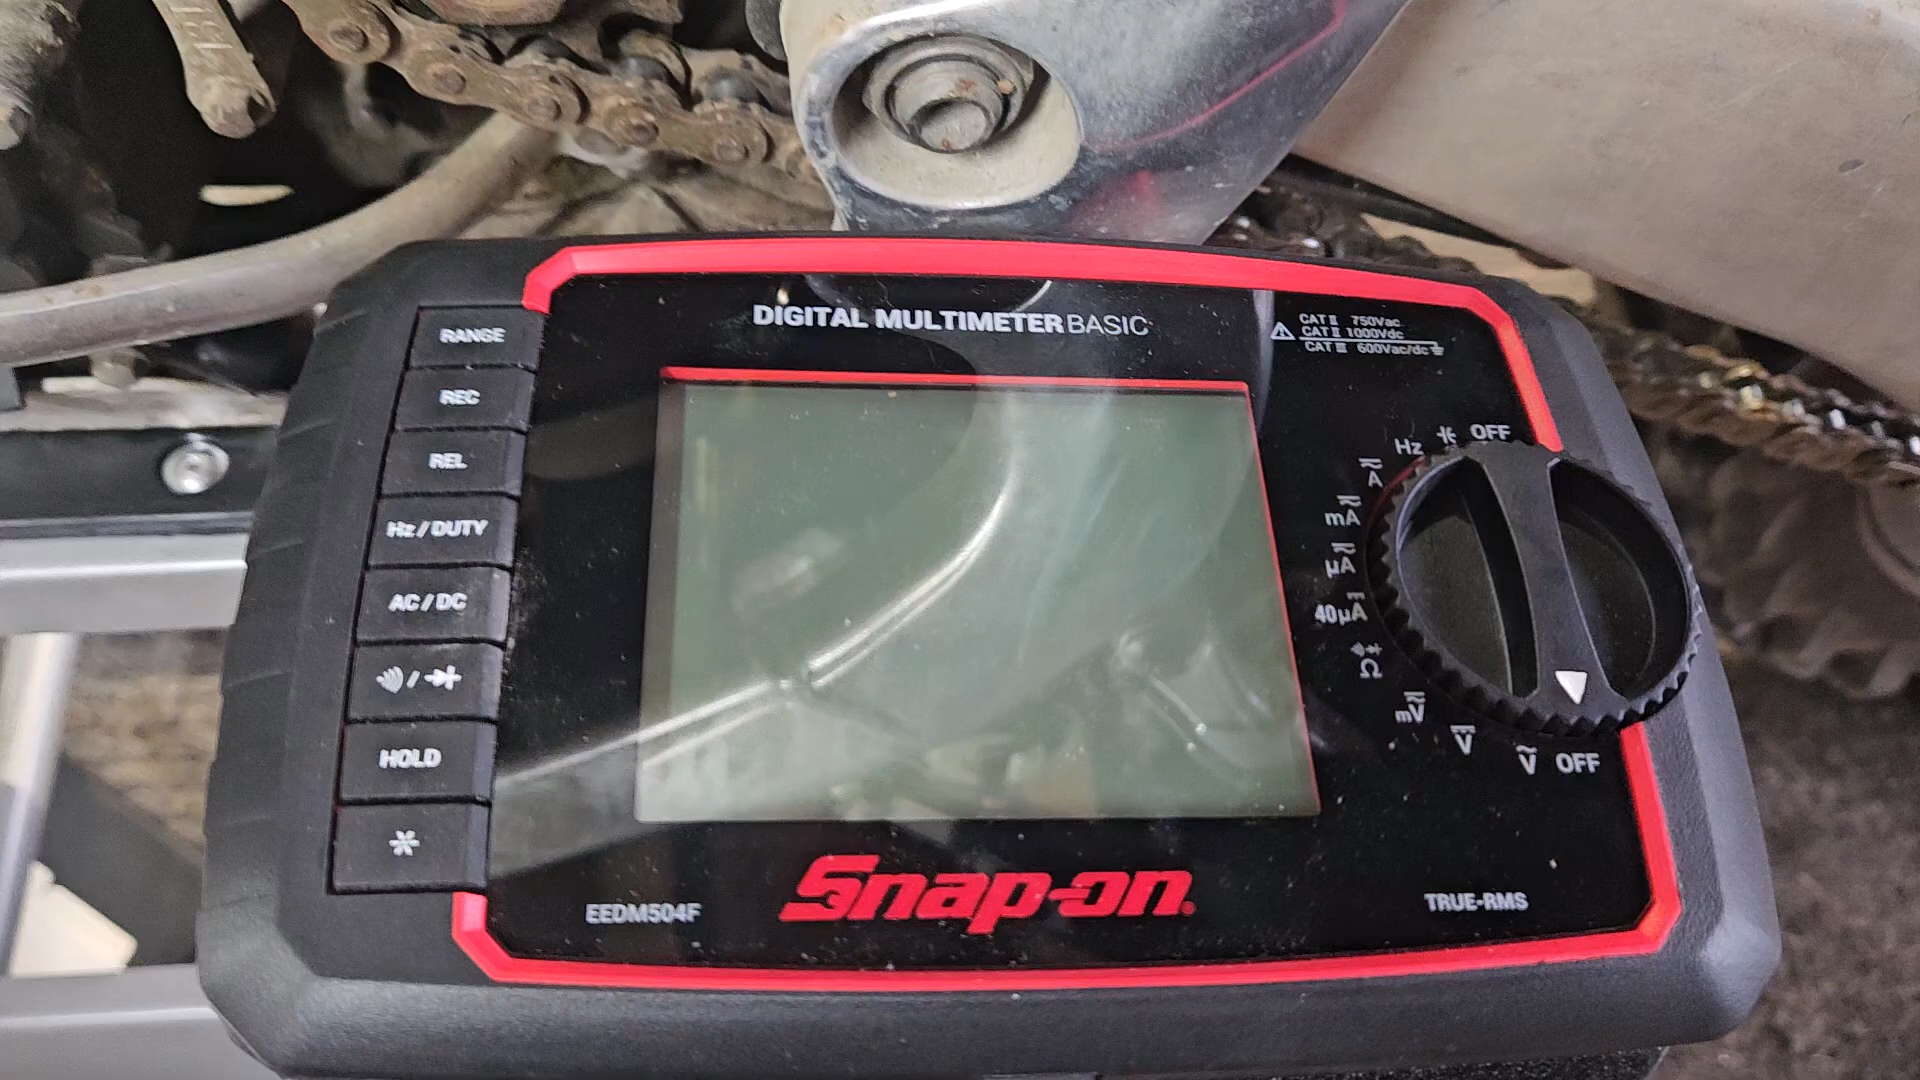 DIGITAL MULTIMETER BASIC
CAT II 750Vac
CAT II 1000Vdc
CAT III 600Vac/dc
RANGE
REC
REL
Hz / DUTY
AC / DC
HOLD
*
OFF
Hz
A
mA
µA
40µA
Ω
mV
V
V
OFF
Snap-on
EEDM504F
TRUE-RMS